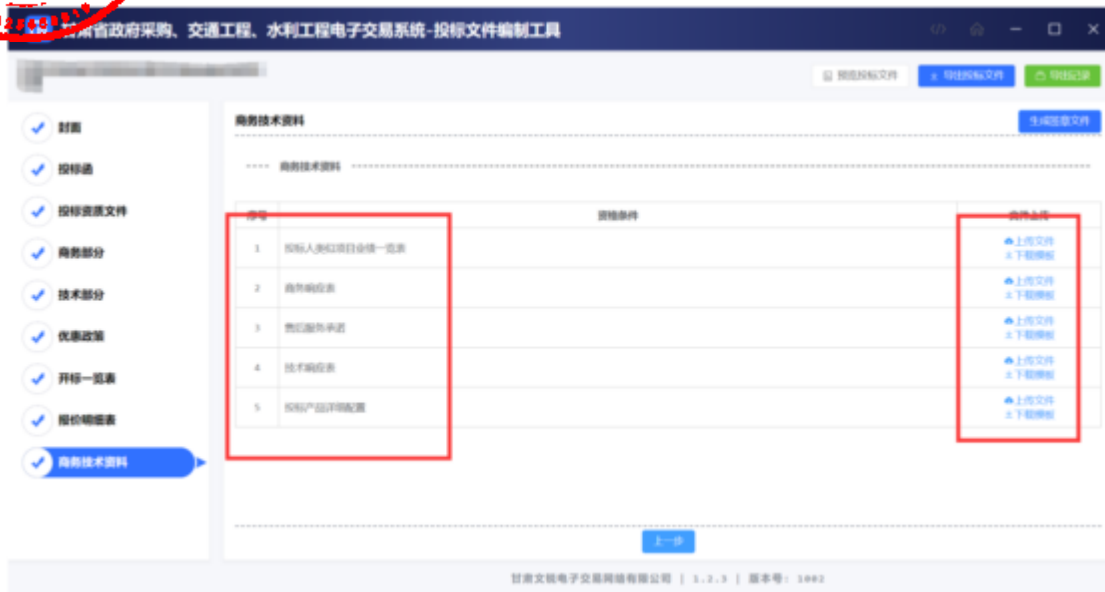 甘肃省政府采购、交通工程、水利工程电子交易系统-投标文件编制工具
预览投标文件 导出投标文件 导出记录
封面
投标函
投标资质文件
商务部分
技术部分
优惠政策
开标一览表
报价明细表
商务技术资料
商务技术资料 生成签章文件
商务技术资料
序号 资格条件 文件上传
1 投标人类似项目业绩一览表 上传文件
下载模板
2 商务响应表 上传文件
下载模板
3 售后服务承诺 上传文件
下载模板
4 技术响应表 上传文件
下载模板
5 投标产品详细配置 上传文件
下载模板
上一步
甘肃文锐电子交易网络有限公司 | 1.2.3 | 版本号: 1002